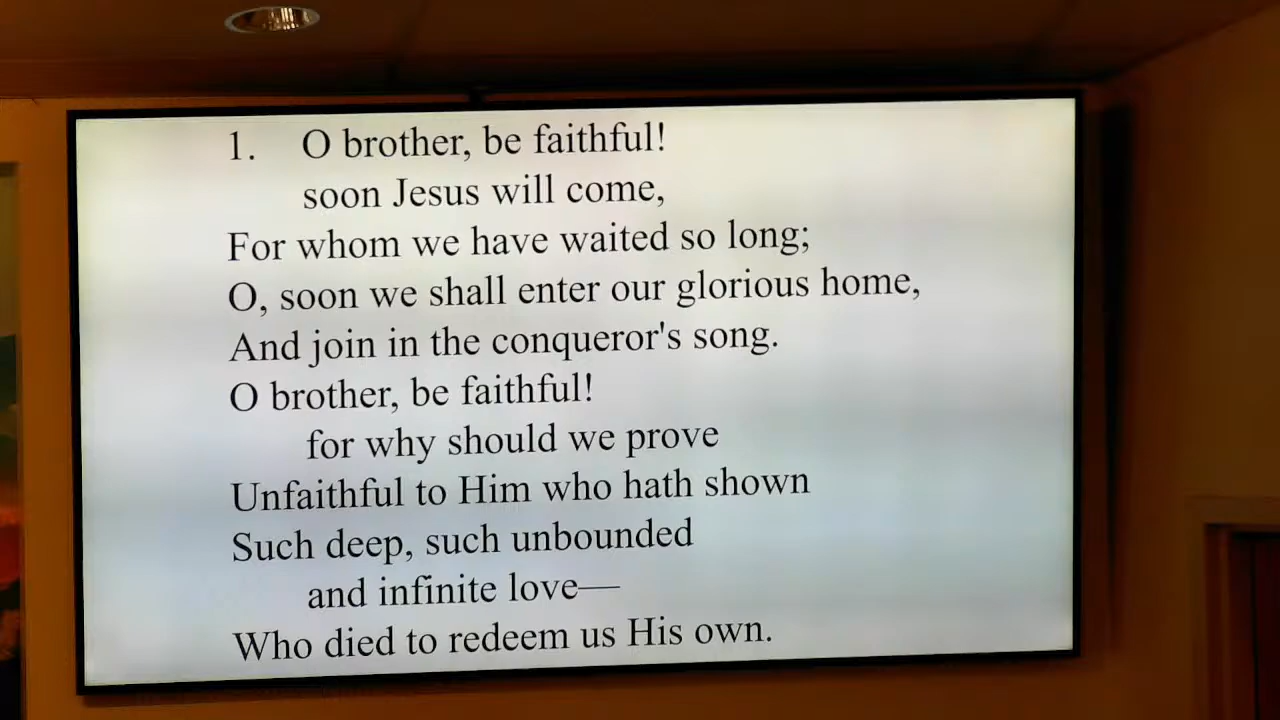 1. O brother, be faithful!
soon Jesus will come,
For whom we have waited so long;
O, soon we shall enter our glorious home,
And join in the conqueror's song.
O brother, be faithful!
for why should we prove
Unfaithful to Him who hath shown
Such deep, such unbounded
and infinite love—
Who died to redeem us His own.